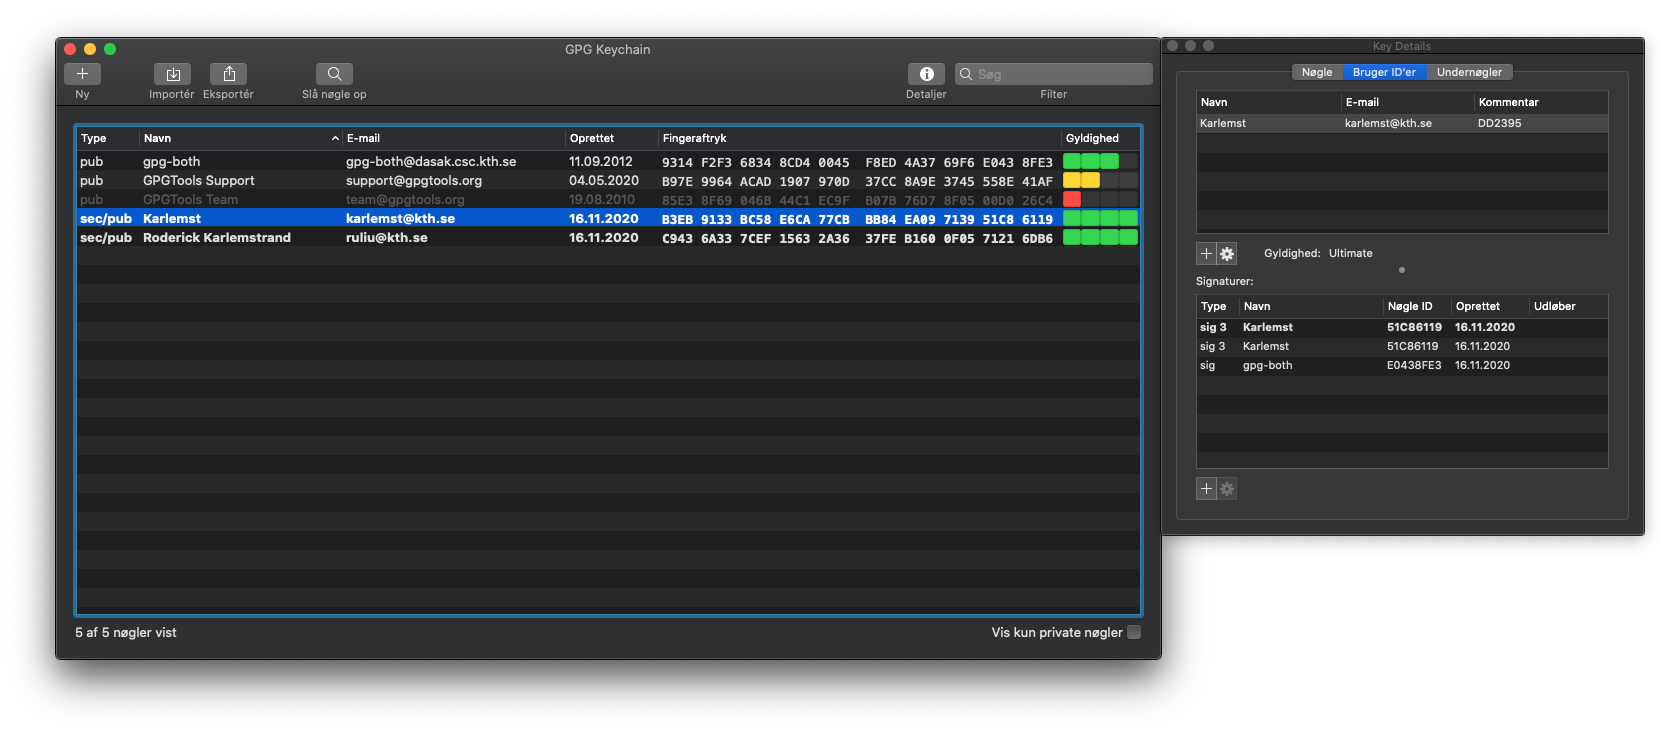 GPG Keychain
Ny
Importér
Eksportér
Slå nøgle op
Detaljer
Søg
Filter
Type Navn E-mail Oprettet Fingeraftryk Gyldighed
pub gpg-both gpg-both@dasak.csc.kth.se 11.09.2012 9314 F2F3 6834 8CD4 0045 F8ED 4A37 69F6 E043 8FE3
pub GPGTools Support support@gpgtools.org 04.05.2020 B97E 9964 ACAD 1907 970D 37CC 8A9E 3745 558E 41AF
pub GPGTools Team team@gpgtools.org 19.08.2010 85E3 8F69 046B 44C1 EC9F B07B 76D7 8F05 00D0 26C4
sec/pub Karlemst karlemst@kth.se 16.11.2020 B3EB 9133 BC58 E6CA 77CB BB84 EA09 7139 51C8 6119
sec/pub Roderick Karlemstrand ruliu@kth.se 16.11.2020 C943 6A33 7CEF 1563 2A36 37FE B160 0F05 7121 6DB6
5 af 5 nøgler vist
Vis kun private nøgler
Key Details
Nøgle Bruger ID'er Undernøgler
Navn E-mail Kommentar
Karlemst karlemst@kth.se DD2395
Gyldighed: Ultimate
Signaturer:
Type Navn Nøgle ID Oprettet Udløber
sig 3 Karlemst 51C86119 16.11.2020
sig 3 Karlemst 51C86119 16.11.2020
sig gpg-both E0438FE3 16.11.2020